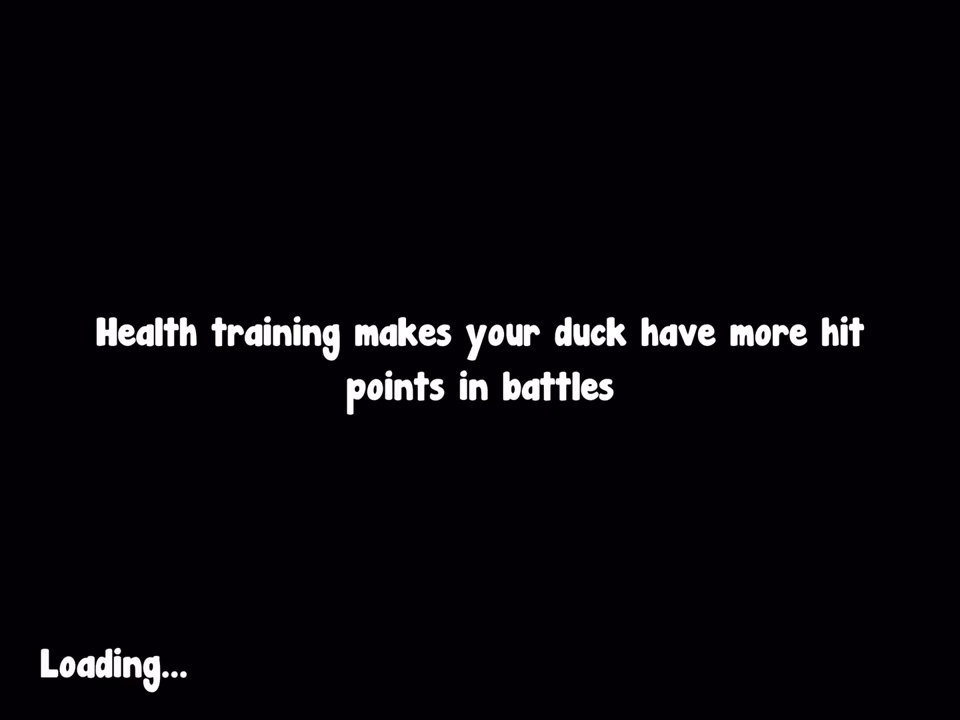 Health training makes your duck have more hit
points in battles
Loading...